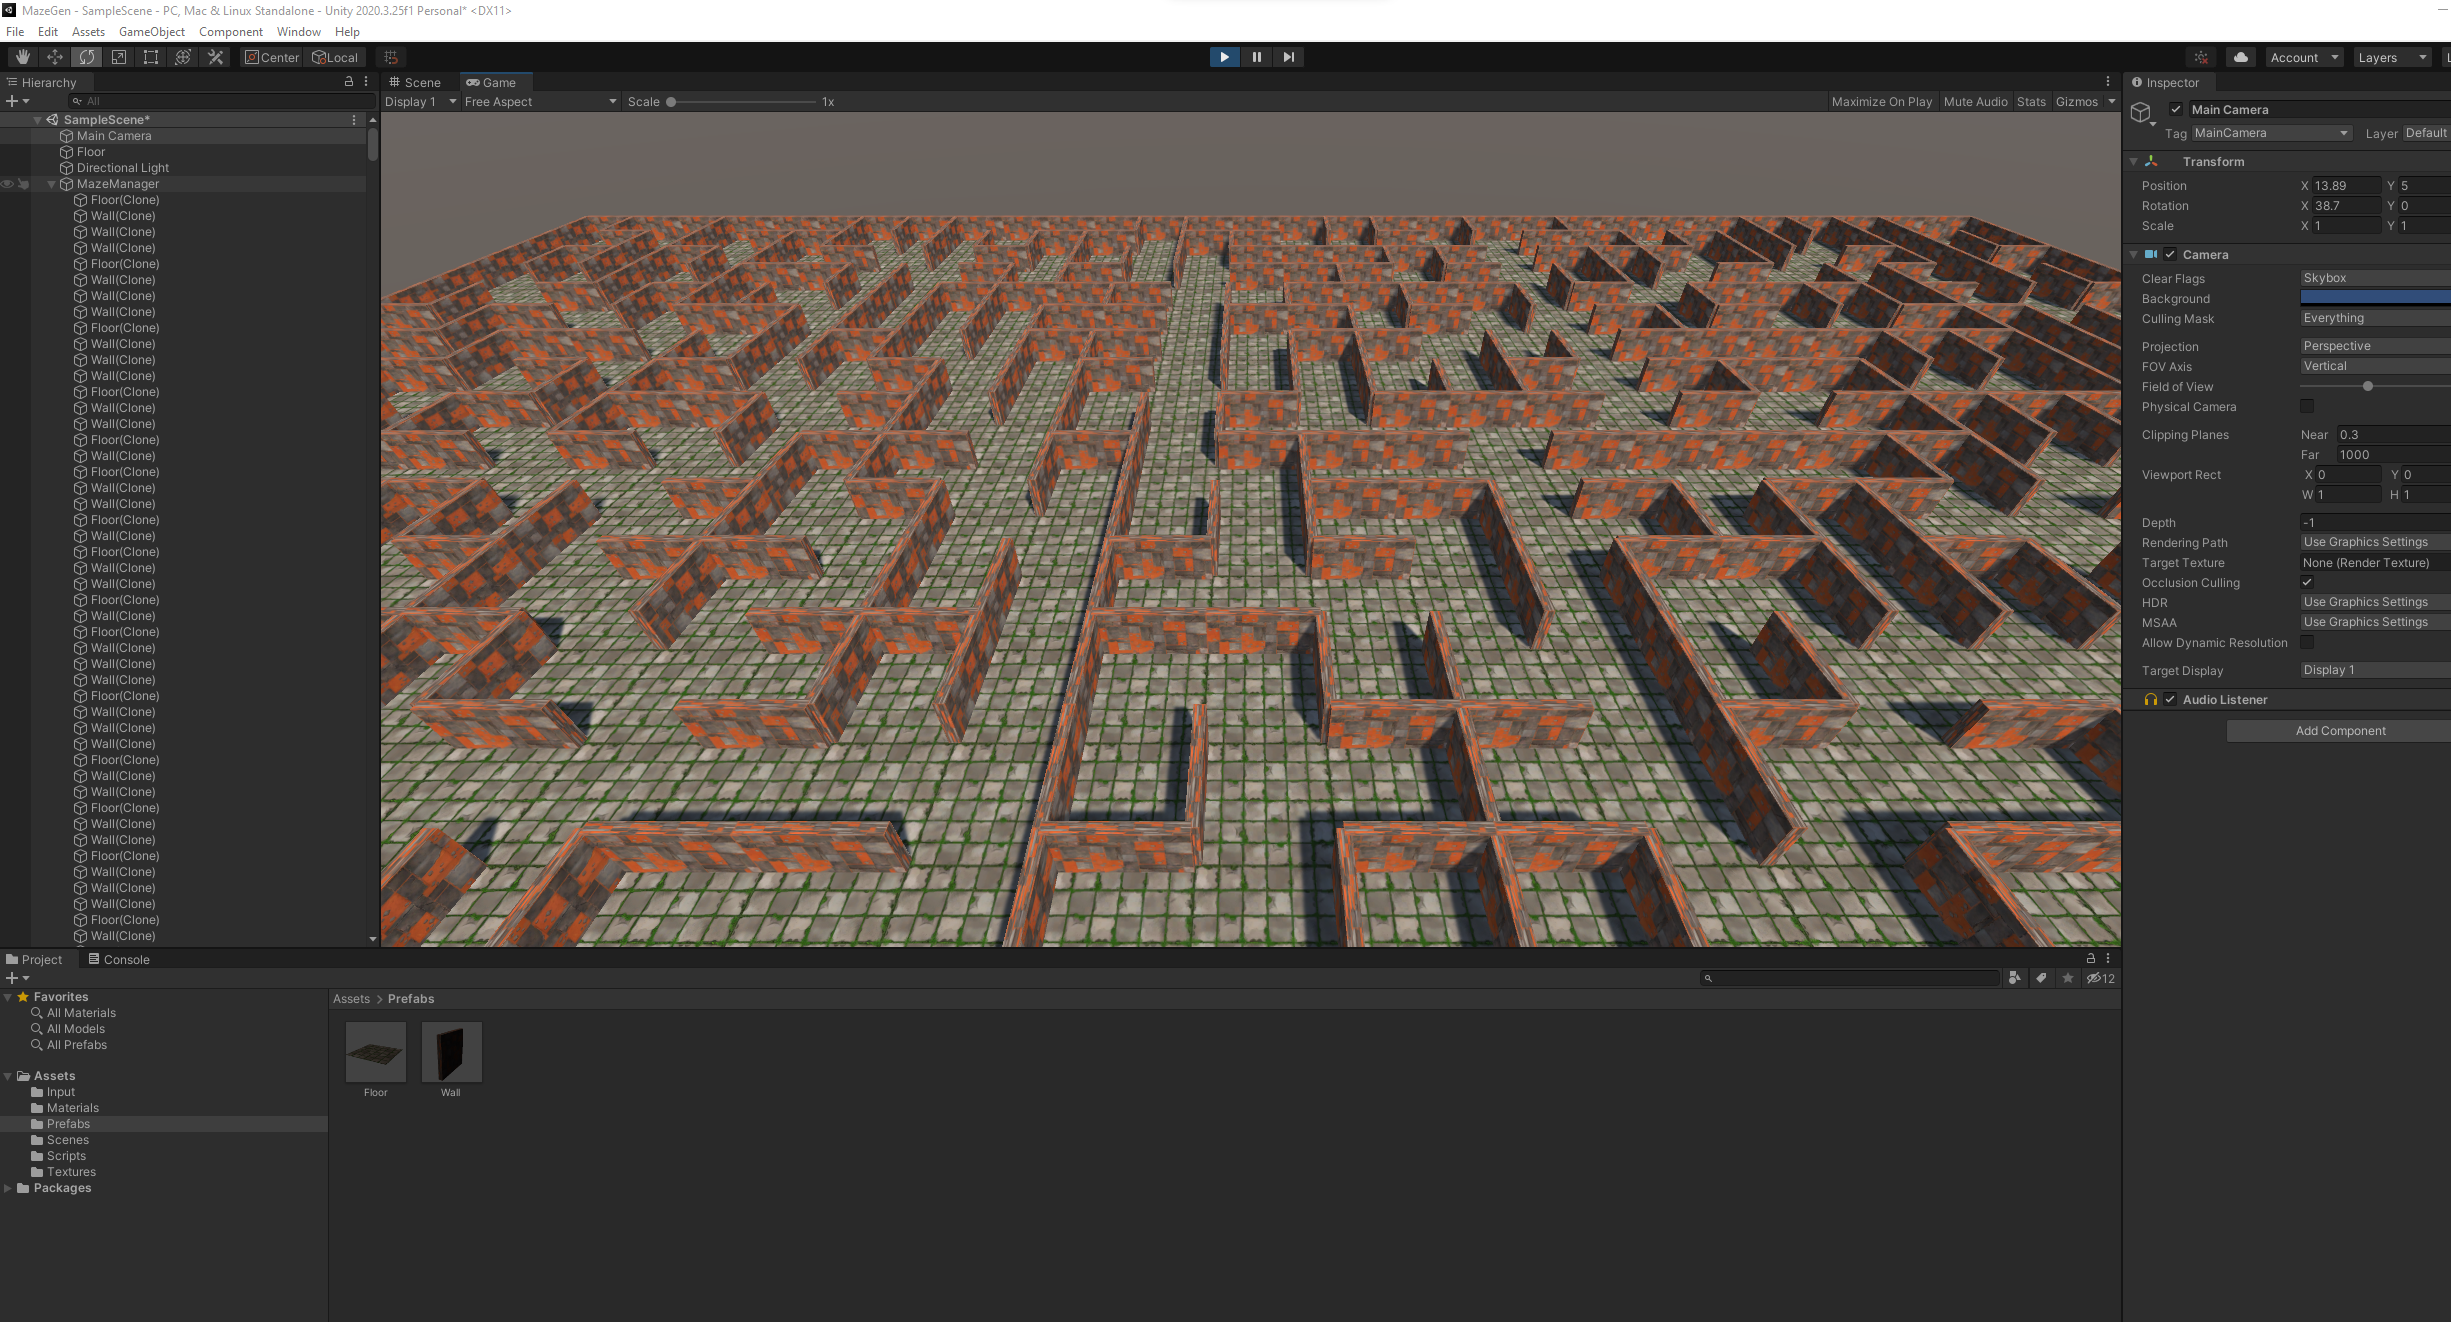 MazeGen - SampleScene - PC, Mac & Linux Standalone - Unity 2020.3.25f1 Personal* <DX11>
File Edit Assets GameObject Component Window Help
Center Local Account Layers
Hierarchy
All
SampleScene*
Main Camera
Floor
Directional Light
MazeManager
Floor(Clone)
Wall(Clone)
Wall(Clone)
Wall(Clone)
Floor(Clone)
Wall(Clone)
Wall(Clone)
Wall(Clone)
Floor(Clone)
Wall(Clone)
Wall(Clone)
Wall(Clone)
Floor(Clone)
Wall(Clone)
Wall(Clone)
Floor(Clone)
Wall(Clone)
Floor(Clone)
Wall(Clone)
Wall(Clone)
Floor(Clone)
Wall(Clone)
Floor(Clone)
Wall(Clone)
Wall(Clone)
Floor(Clone)
Wall(Clone)
Floor(Clone)
Wall(Clone)
Wall(Clone)
Wall(Clone)
Floor(Clone)
Wall(Clone)
Wall(Clone)
Wall(Clone)
Floor(Clone)
Wall(Clone)
Wall(Clone)
Floor(Clone)
Wall(Clone)
Wall(Clone)
Floor(Clone)
Wall(Clone)
Wall(Clone)
Wall(Clone)
Floor(Clone)
Wall(Clone)
Scene Game
Display 1 Free Aspect Scale 1x Maximize On Play Mute Audio Stats Gizmos
Inspector
Main Camera
Tag MainCamera Layer Default
Transform
Position X 13.89 Y 5
Rotation X 38.7 Y 0
Scale X 1 Y 1
Camera
Clear Flags Skybox
Background
Culling Mask Everything
Projection Perspective
FOV Axis Vertical
Field of View
Physical Camera
Clipping Planes Near 0.3
Far 1000
Viewport Rect X 0 Y 0
W 1 H 1
Depth -1
Rendering Path Use Graphics Settings
Target Texture None (Render Texture)
Occlusion Culling
HDR Use Graphics Settings
MSAA Use Graphics Settings
Allow Dynamic Resolution
Target Display Display 1
Audio Listener
Add Component
Project Console
12
Favorites
All Materials
All Models
All Prefabs
Assets
Input
Materials
Prefabs
Scenes
Scripts
Textures
Packages
Assets > Prefabs
Floor Wall